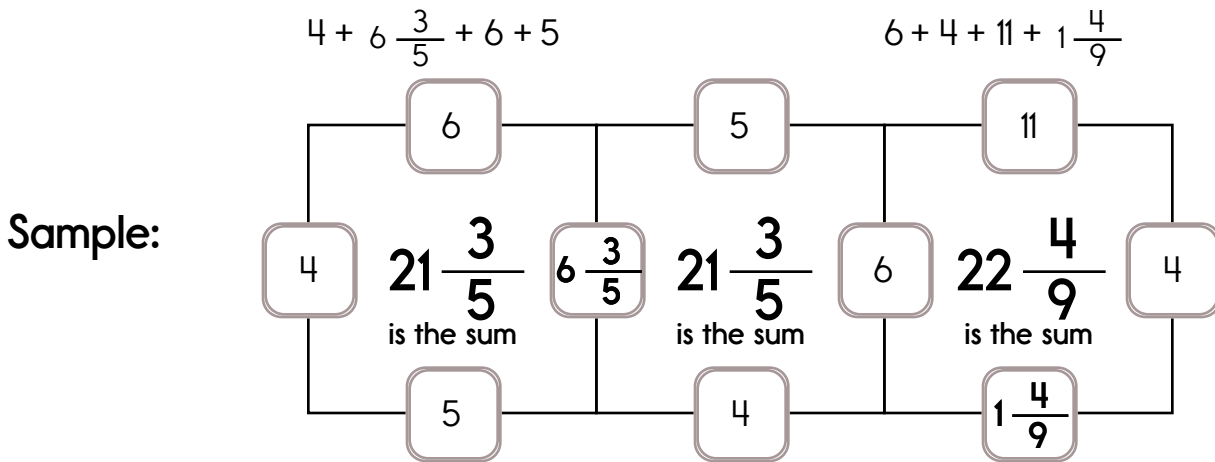 4 + 6 3/5 + 6 + 5
6 + 4 + 11 + 1 4/9
6
5
11
Sample:
4
21 3/5
is the sum
6 3/5
21 3/5
is the sum
6
22 4/9
is the sum
4
5
4
1 4/9